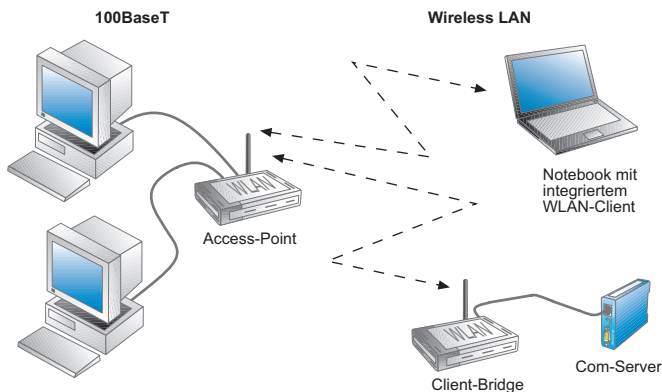 100BaseT
Wireless LAN
WLAN
Access-Point
Notebook mit
integriertem
WLAN-Client
WLAN
Client-Bridge
Com-Server